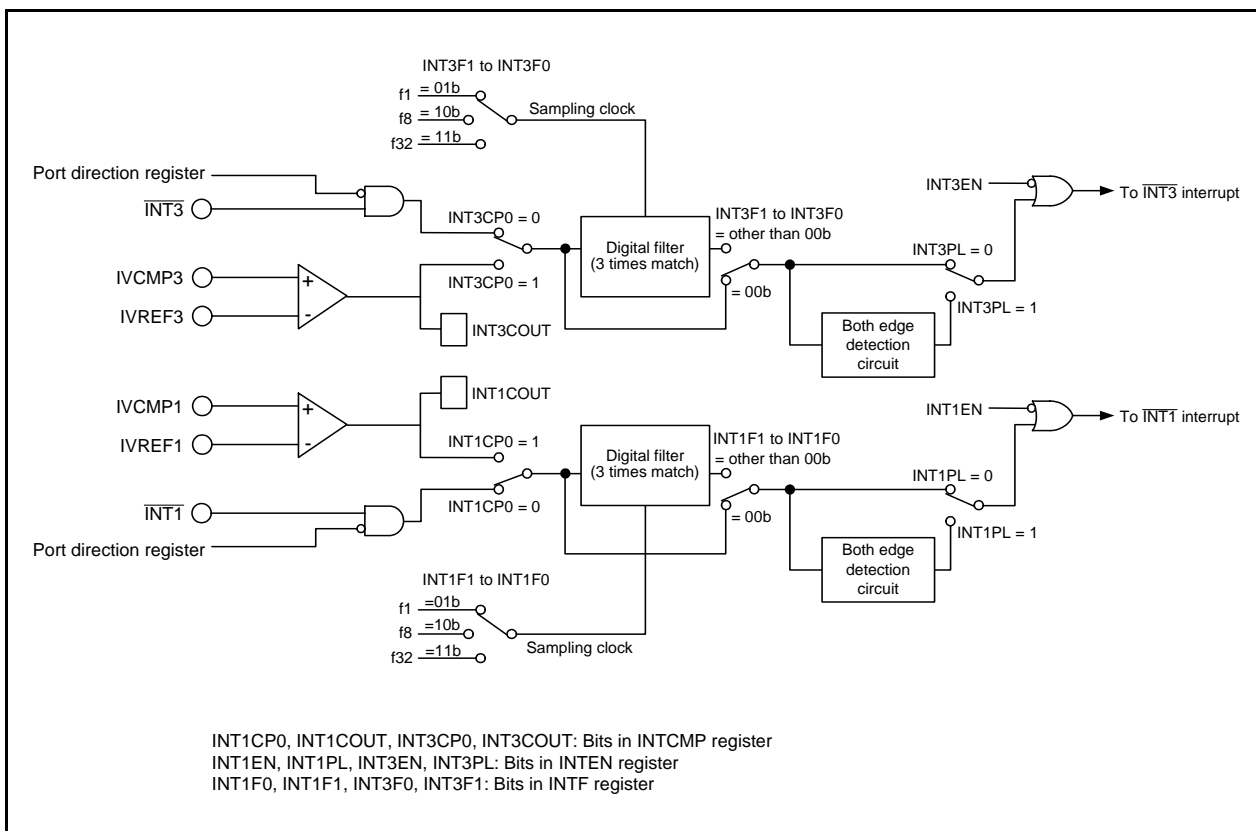 INT3F1 to INT3F0
f1 = 01b
f8 = 10b
f32 = 11b
Sampling clock
Port direction register
INT3
INT3CP0 = 0
Digital filter
(3 times match)
INT3F1 to INT3F0
= other than 00b
= 00b
INT3EN
To INT3 interrupt
INT3PL = 0
INT3PL = 1
Both edge
detection
circuit
IVCMP3
+
IVREF3
-
INT3CP0 = 1
INT3COUT
INT1COUT
IVCMP1
+
IVREF1
-
INT1CP0 = 1
INT1CP0 = 0
Digital filter
(3 times match)
INT1F1 to INT1F0
= other than 00b
= 00b
INT1EN
To INT1 interrupt
INT1PL = 0
INT1PL = 1
Both edge
detection
circuit
INT1
Port direction register
INT1F1 to INT1F0
f1 =01b
f8 =10b
f32 =11b
Sampling clock
INT1CP0, INT1COUT, INT3CP0, INT3COUT: Bits in INTCMP register
INT1EN, INT1PL, INT3EN, INT3PL: Bits in INTEN register
INT1F0, INT1F1, INT3F0, INT3F1: Bits in INTF register